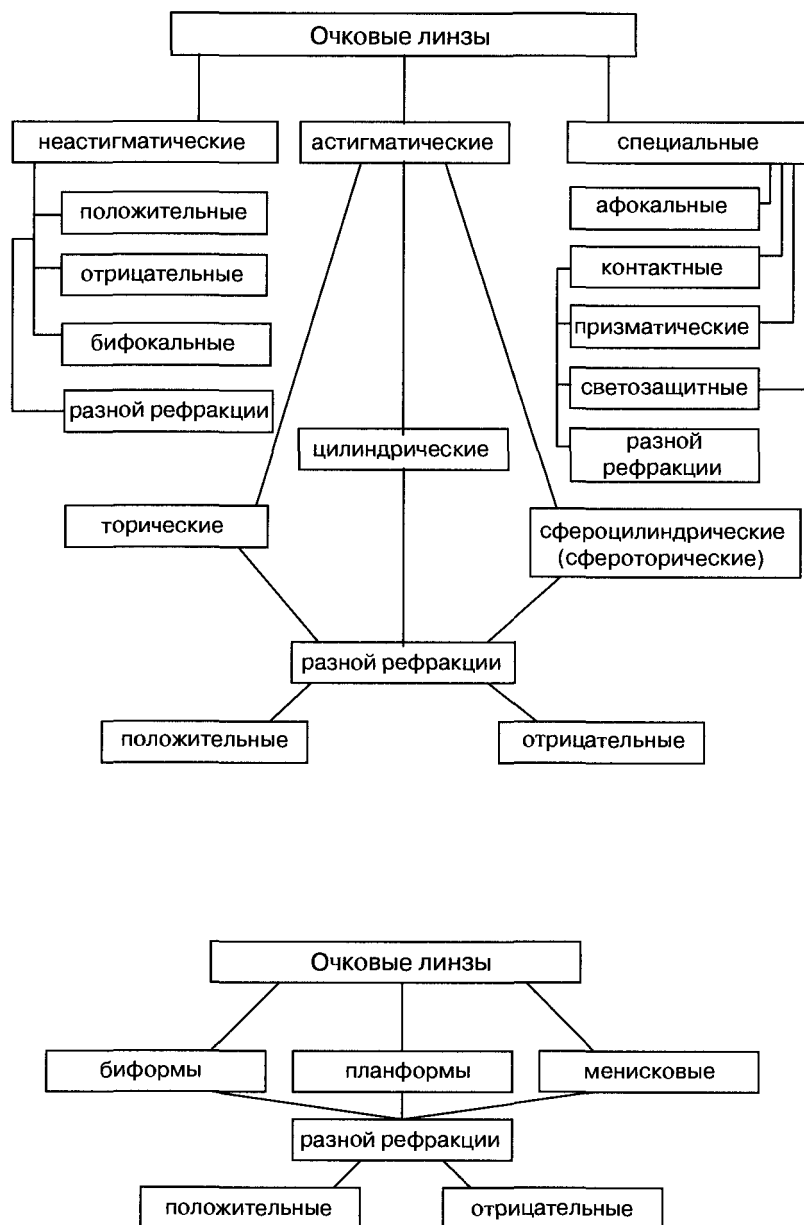 Очковые линзы
неастигматические
астигматические
специальные
положительные
афокальные
отрицательные
контактные
бифокальные
призматические
разной рефракции
светозащитные
цилиндрические
разной
рефракции
торические
сфероцилиндрические
(сфероторические)
разной рефракции
положительные
отрицательные
Очковые линзы
биформы
планформы
менисковые
разной рефракции
положительные
отрицательные